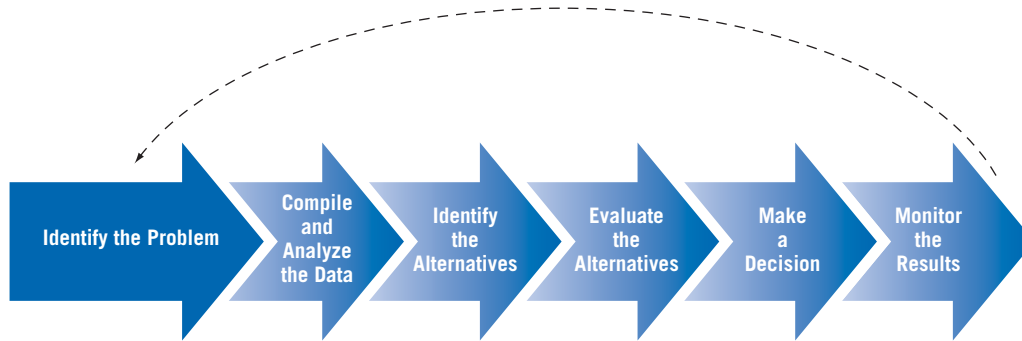 Identify the Problem
Compile
and
Analyze
the Data
Identify
the
Alternatives
Evaluate
the
Alternatives
Make
a
Decision
Monitor
the
Results